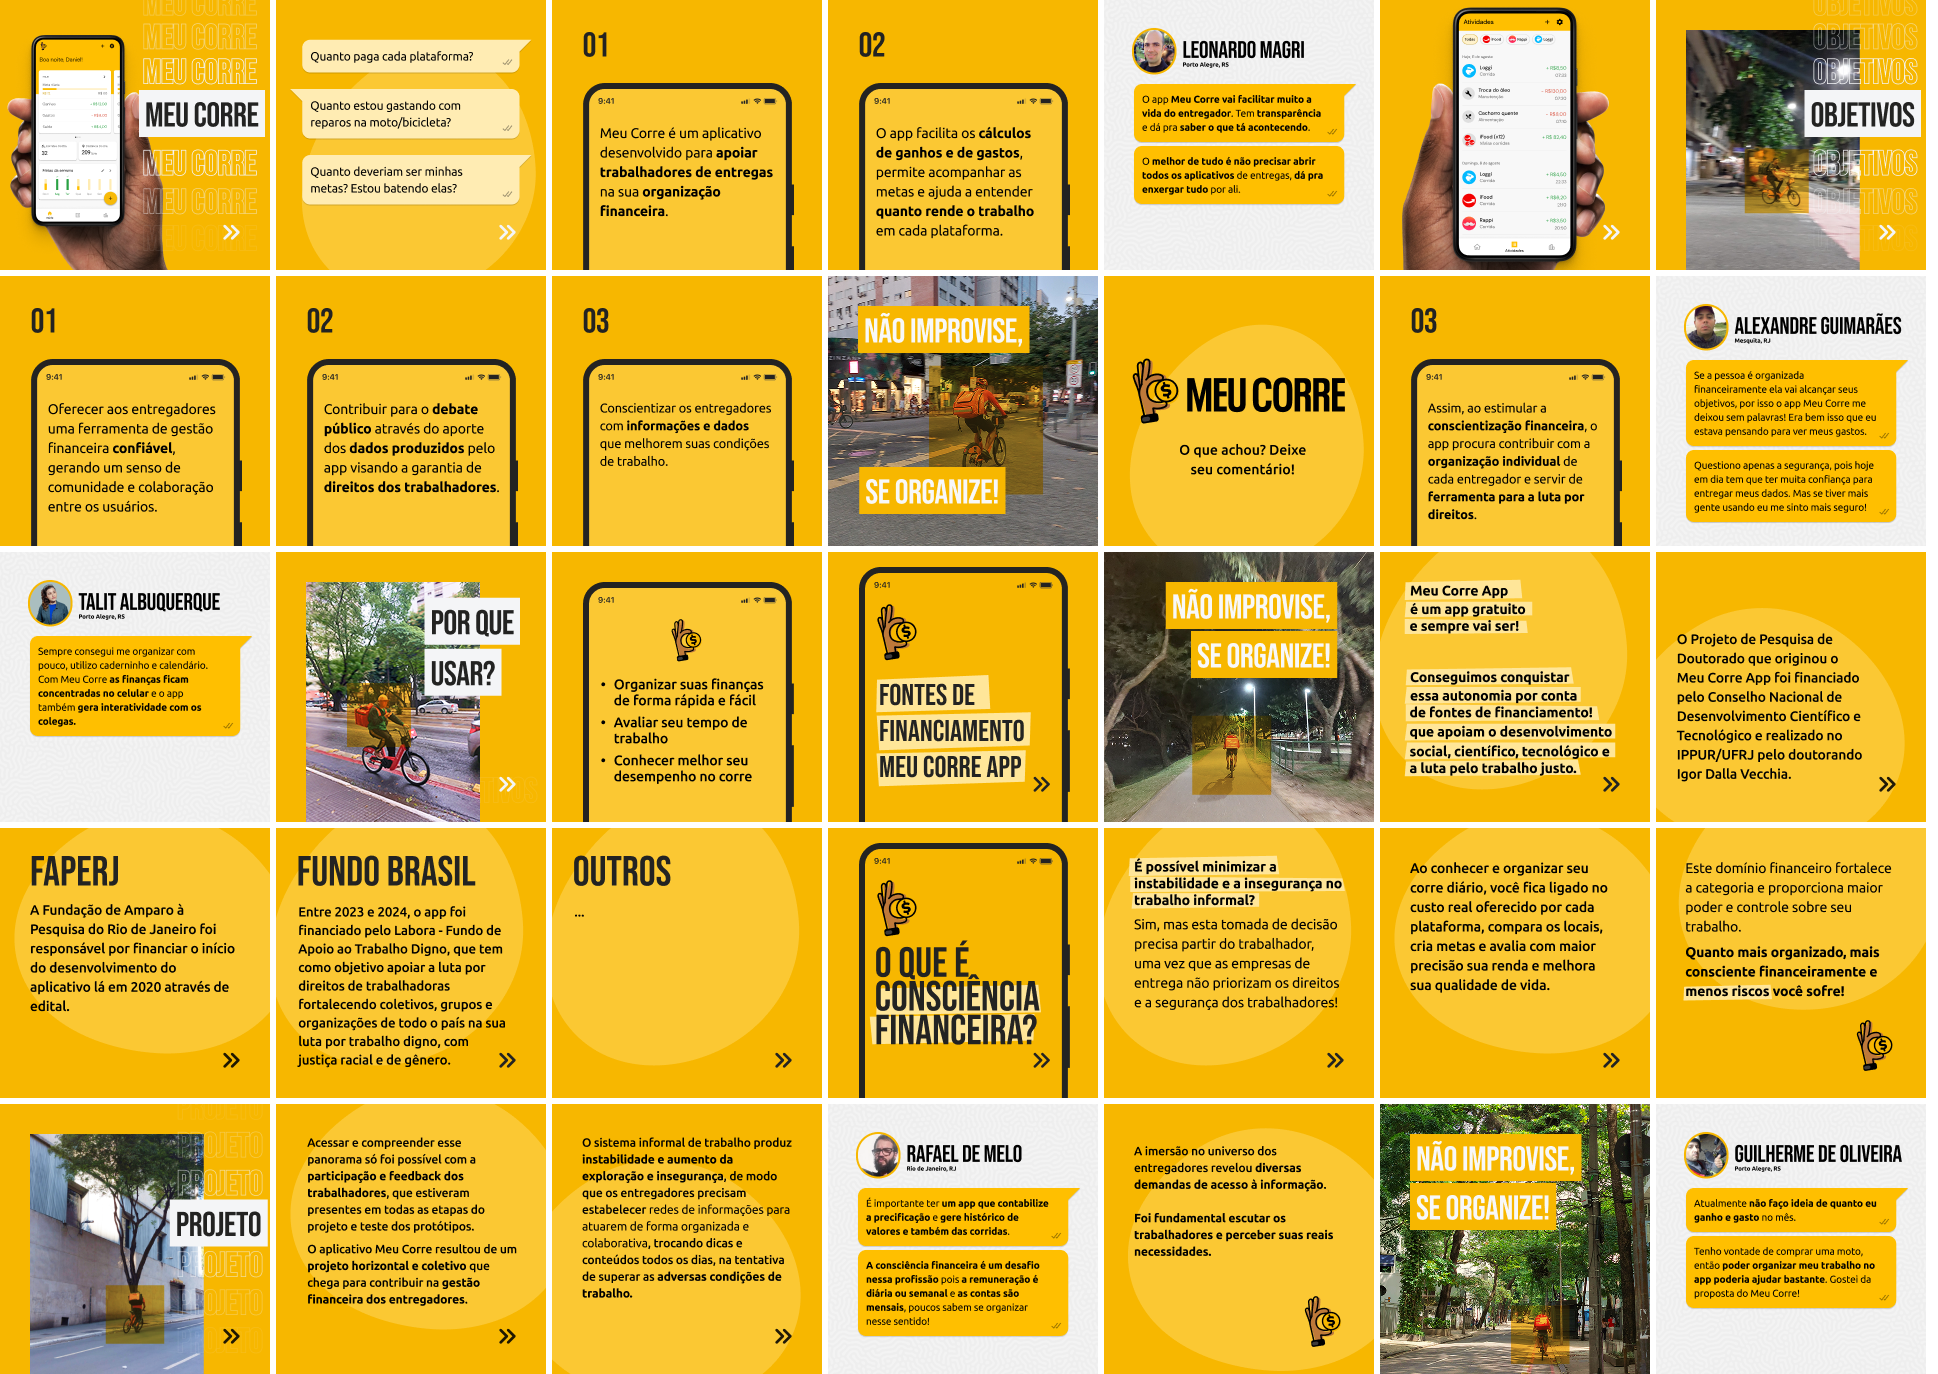 MEU CORRE
MEU CORRE
MEU CORRE
MEU CORRE
MEU CORRE
MEU CORRE
MEU CORRE
Boa noite, Daniel!
Quanto paga cada plataforma?
Quanto estou gastando com
reparos na moto/bicicleta?
Quanto deveriam ser minhas
metas? Estou batendo elas?
01
9:41
Meu Corre é um aplicativo
desenvolvido para apoiar
trabalhadores de entregas
na sua organização
financeira.
02
9:41
O app facilita os cálculos
de ganhos e de gastos,
permite acompanhar as
metas e ajuda a entender
quanto rende o trabalho
em cada plataforma.
LEONARDO MAGRI
Porto Alegre, RS
O app Meu Corre vai facilitar muito a
vida do entregador. Tem transparência
e dá pra saber o que tá acontecendo.
O melhor de tudo é não precisar abrir
todos os aplicativos de entregas, dá pra
enxergar tudo por ali.
Atividades
Todas iFood Rappi Loggi
Loggi
Corrida
Troca do óleo
Manutenção
Cachorro quente
Alimentação
iFood (x12)
Várias corridas
Loggi
Corrida
iFood
Corrida
Rappi
Corrida
Atividades
OBJETIVOS
OBJETIVOS
OBJETIVOS
OBJETIVOS
OBJETIVOS
OBJETIVOS
01
9:41
Oferecer aos entregadores
uma ferramenta de gestão
financeira confiável,
gerando um senso de
comunidade e colaboração
entre os usuários.
02
9:41
Contribuir para o debate
público através do aporte
dos dados produzidos pelo
app visando a garantia de
direitos dos trabalhadores.
03
9:41
Conscientizar os entregadores
com informações e dados
que melhorem suas condições
de trabalho.
NÃO IMPROVISE,
SE ORGANIZE!
MEU CORRE
O que achou? Deixe
seu comentário!
03
9:41
Assim, ao estimular a
conscientização financeira, o
app procura contribuir com a
organização individual de
cada entregador e servir de
ferramenta para a luta por
direitos.
ALEXANDRE GUIMARÃES
Mesquita, RJ
Se a pessoa é organizada
financeiramente ela vai alcançar seus
objetivos, por isso o app Meu Corre me
deixou sem palavras! Era bem isso que eu
estava pensando para ver meus gastos.
Questiono apenas a segurança, pois hoje
em dia tem que ter muita confiança para
entregar meus dados. Mas se tiver mais
gente usando eu me sinto mais seguro!
TALIT ALBUQUERQUE
Porto Alegre, RS
Sempre consegui me organizar com
pouco, utilizo caderninho e calendário.
Com Meu Corre as finanças ficam
concentradas no celular e o app
também gera interatividade com os
colegas.
POR QUE
USAR?
9:41
• Organizar suas finanças
de forma rápida e fácil
• Avaliar seu tempo de
trabalho
• Conhecer melhor seu
desempenho no corre
9:41
FONTES DE
FINANCIAMENTO
MEU CORRE APP
NÃO IMPROVISE,
SE ORGANIZE!
Meu Corre App
é um app gratuito
e sempre vai ser!
Conseguimos conquistar
essa autonomia por conta
de fontes de financiamento!
que apoiam o desenvolvimento
social, científico, tecnológico e
a luta pelo trabalho justo.
O Projeto de Pesquisa de
Doutorado que originou o
Meu Corre App foi financiado
pelo Conselho Nacional de
Desenvolvimento Científico e
Tecnológico e realizado no
IPPUR/UFRJ pelo doutorando
Igor Dalla Vecchia.
FAPERJ
A Fundação de Amparo à
Pesquisa do Rio de Janeiro foi
responsável por financiar o início
do desenvolvimento do
aplicativo lá em 2020 através de
edital.
FUNDO BRASIL
Entre 2023 e 2024, o app foi
financiado pelo Labora - Fundo de
Apoio ao Trabalho Digno, que tem
como objetivo apoiar a luta por
direitos de trabalhadoras
fortalecendo coletivos, grupos e
organizações de todo o país na sua
luta por trabalho digno, com
justiça racial e de gênero.
OUTROS
...
9:41
O QUE É
CONSCIÊNCIA
FINANCEIRA?
É possível minimizar a
instabilidade e a insegurança no
trabalho informal?
Sim, mas esta tomada de decisão
precisa partir do trabalhador,
uma vez que as empresas de
entrega não priorizam os direitos
e a segurança dos trabalhadores!
Ao conhecer e organizar seu
corre diário, você fica ligado no
custo real oferecido por cada
plataforma, compara os locais,
cria metas e avalia com maior
precisão sua renda e melhora
sua qualidade de vida.
Este domínio financeiro fortalece
a categoria e proporciona maior
poder e controle sobre seu
trabalho.
Quanto mais organizado, mais
consciente financeiramente e
menos riscos você sofre!
PROJETO
PROJETO
PROJETO
PROJETO
PROJETO
PROJETO
Acessar e compreender esse
panorama só foi possível com a
participação e feedback dos
trabalhadores, que estiveram
presentes em todas as etapas do
projeto e teste dos protótipos.
O aplicativo Meu Corre resultou de um
projeto horizontal e coletivo que
chega para contribuir na gestão
financeira dos entregadores.
O sistema informal de trabalho produz
instabilidade e aumento da
exploração e insegurança, de modo
que os entregadores precisam
estabelecer redes de informações para
atuarem de forma organizada e
colaborativa, trocando dicas e
conteúdos todos os dias, na tentativa
de superar as adversas condições de
trabalho.
RAFAEL DE MELO
Rio de Janeiro, RJ
É importante ter um app que contabilize
a precificação e gere histórico de
valores e também das corridas.
A consciência financeira é um desafio
nessa profissão pois a remuneração é
diária ou semanal e as contas são
mensais, poucos sabem se organizar
nesse sentido!
A imersão no universo dos
entregadores revelou diversas
demandas de acesso à informação.
Foi fundamental escutar os
trabalhadores e perceber suas reais
necessidades.
NÃO IMPROVISE,
SE ORGANIZE!
GUILHERME DE OLIVEIRA
Porto Alegre, RS
Atualmente não faço ideia de quanto eu
ganho e gasto no mês.
Tenho vontade de comprar uma moto,
então poder organizar meu trabalho no
app poderia ajudar bastante. Gostei da
proposta do Meu Corre!